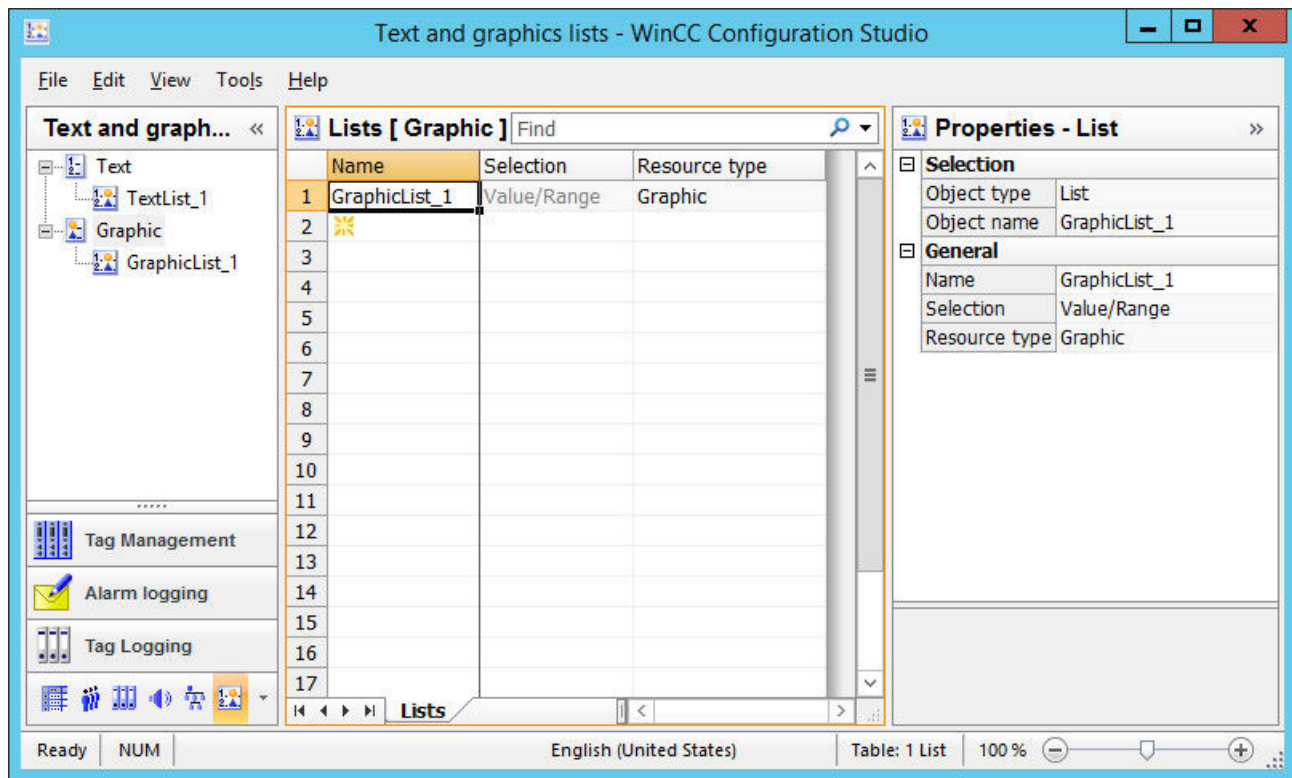 Text and graphics lists - WinCC Configuration Studio
File Edit View Tools Help
Text and graph... «
Text
TextList_1
Graphic
GraphicList_1
Tag Management
Alarm logging
Tag Logging
Lists [ Graphic ] Find
Name Selection Resource type
1 GraphicList_1 Value/Range Graphic
2
3
4
5
6
7
8
9
10
11
12
13
14
15
16
17
Lists
Properties - List »
Selection
Object type List
Object name GraphicList_1
General
Name GraphicList_1
Selection Value/Range
Resource type Graphic
Ready NUM English (United States) Table: 1 List 100 %